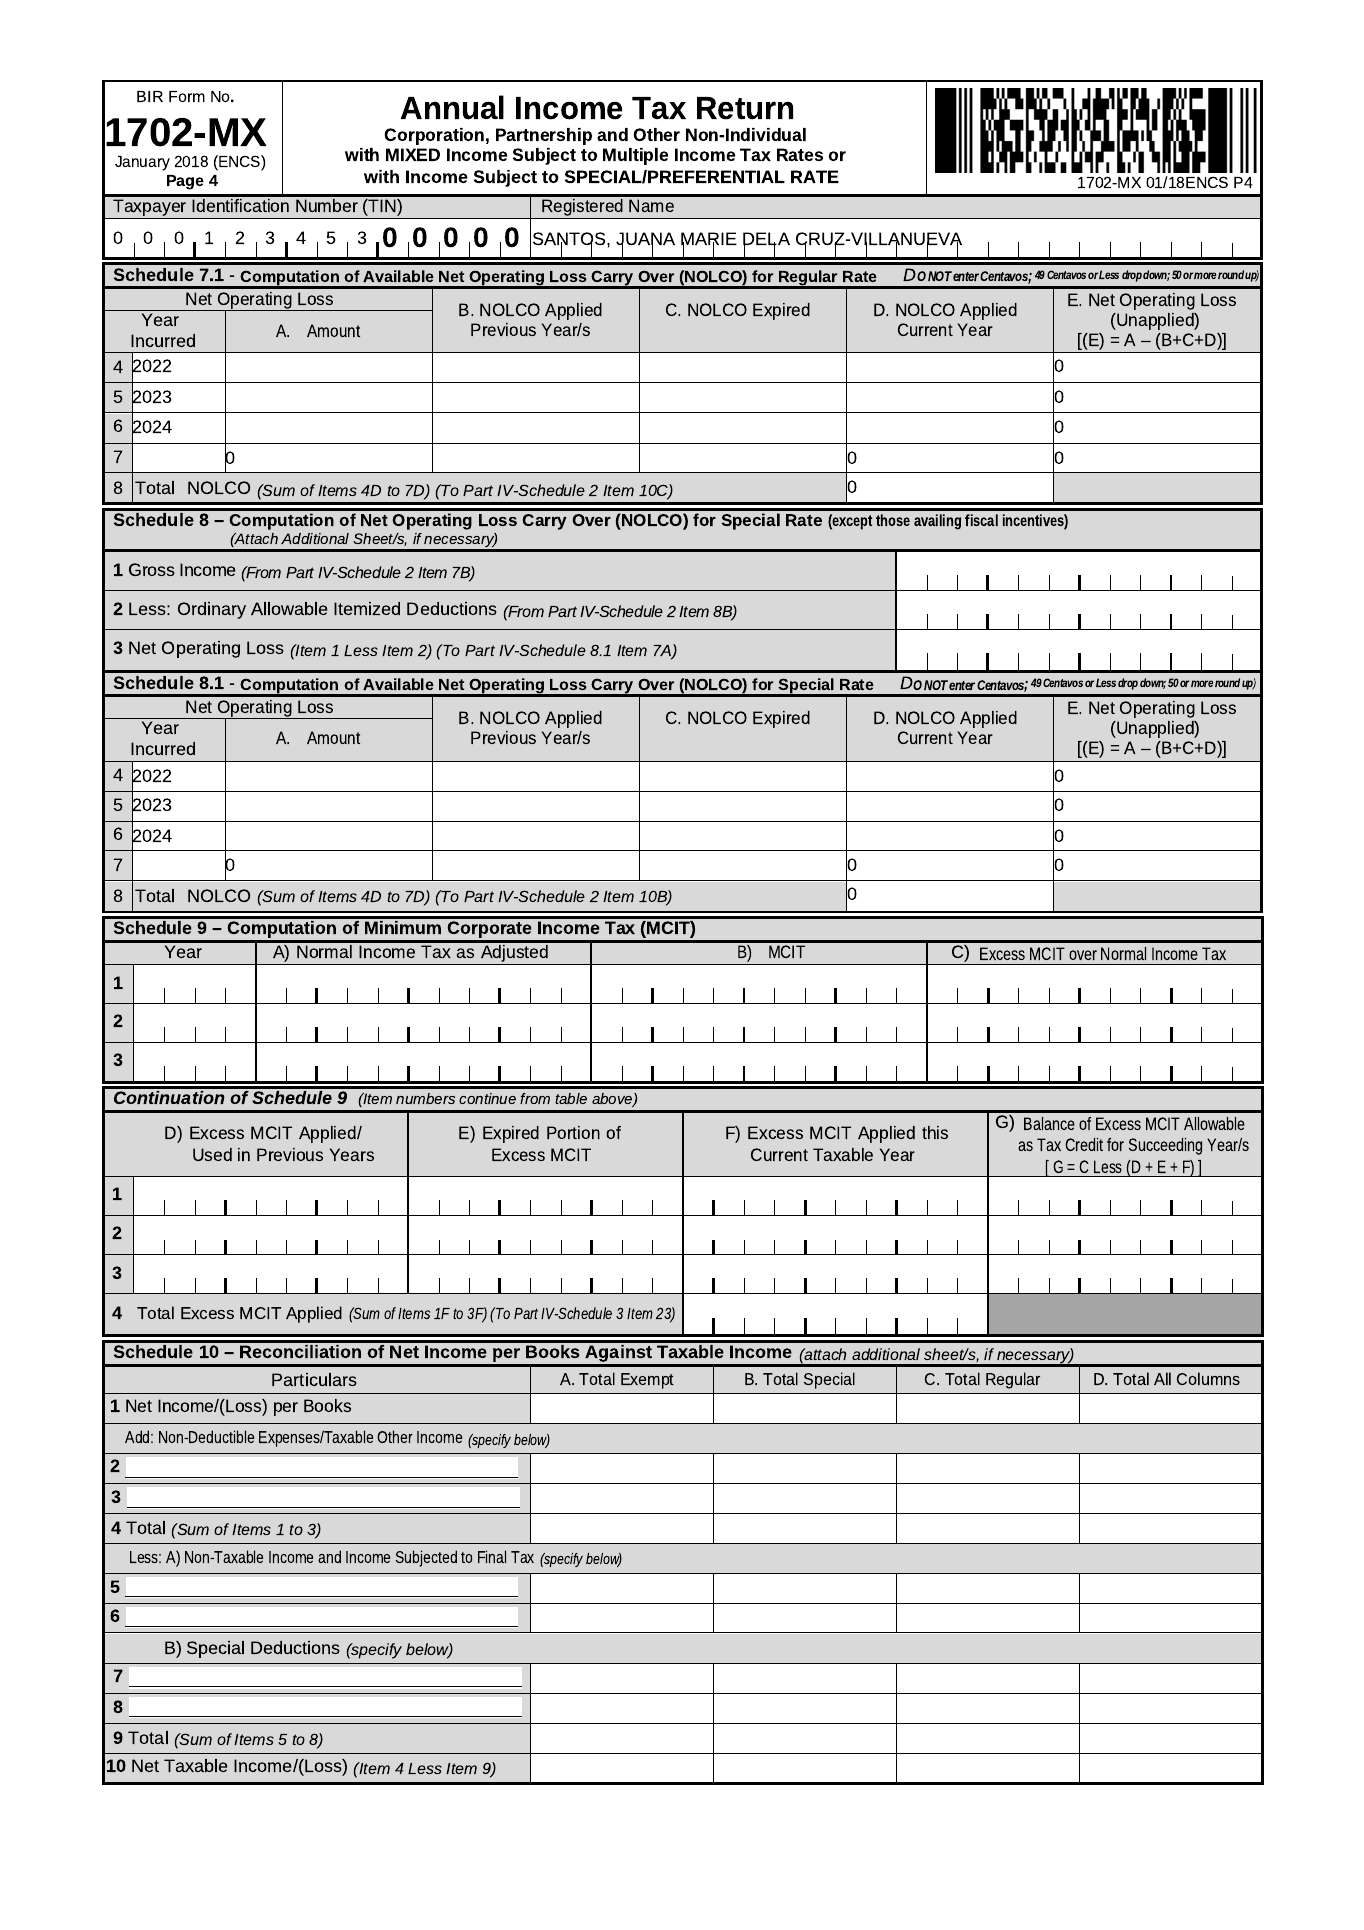 BIR Form No.
1702-MX
January 2018 (ENCS)
Page 4
Annual Income Tax Return
Corporation, Partnership and Other Non-Individual
with MIXED Income Subject to Multiple Income Tax Rates or
with Income Subject to SPECIAL/PREFERENTIAL RATE
1702-MX 01/18ENCS P4
Taxpayer Identification Number (TIN) Registered Name
0 0 0 1 2 3 4 5 3 0 0 0 0 0 SANTOS, JUANA MARIE DELA CRUZ-VILLANUEVA
Schedule 7.1 - Computation of Available Net Operating Loss Carry Over (NOLCO) for Regular Rate DO NOT enter Centavos; 49 Centavos or Less drop down; 50 or more round up)
Net Operating Loss
Year Incurred
A. Amount
B. NOLCO Applied Previous Year/s
C. NOLCO Expired
D. NOLCO Applied Current Year
E. Net Operating Loss (Unapplied) [(E) = A – (B+C+D)]
4 2022 0
5 2023 0
6 2024 0
7 0 0 0
8 Total NOLCO (Sum of Items 4D to 7D) (To Part IV-Schedule 2 Item 10C) 0
Schedule 8 – Computation of Net Operating Loss Carry Over (NOLCO) for Special Rate (except those availing fiscal incentives)
(Attach Additional Sheet/s, if necessary)
1 Gross Income (From Part IV-Schedule 2 Item 7B)
2 Less: Ordinary Allowable Itemized Deductions (From Part IV-Schedule 2 Item 8B)
3 Net Operating Loss (Item 1 Less Item 2) (To Part IV-Schedule 8.1 Item 7A)
Schedule 8.1 - Computation of Available Net Operating Loss Carry Over (NOLCO) for Special Rate DO NOT enter Centavos; 49 Centavos or Less drop down; 50 or more round up)
Net Operating Loss
Year Incurred
A. Amount
B. NOLCO Applied Previous Year/s
C. NOLCO Expired
D. NOLCO Applied Current Year
E. Net Operating Loss (Unapplied) [(E) = A – (B+C+D)]
4 2022 0
5 2023 0
6 2024 0
7 0 0 0
8 Total NOLCO (Sum of Items 4D to 7D) (To Part IV-Schedule 2 Item 10B) 0
Schedule 9 – Computation of Minimum Corporate Income Tax (MCIT)
Year A) Normal Income Tax as Adjusted B) MCIT C) Excess MCIT over Normal Income Tax
1
2
3
Continuation of Schedule 9 (Item numbers continue from table above)
D) Excess MCIT Applied/ Used in Previous Years
E) Expired Portion of Excess MCIT
F) Excess MCIT Applied this Current Taxable Year
G) Balance of Excess MCIT Allowable as Tax Credit for Succeeding Year/s [ G = C Less (D + E + F) ]
1
2
3
4 Total Excess MCIT Applied (Sum of Items 1F to 3F) (To Part IV-Schedule 3 Item 23)
Schedule 10 – Reconciliation of Net Income per Books Against Taxable Income (attach additional sheet/s, if necessary)
Particulars A. Total Exempt B. Total Special C. Total Regular D. Total All Columns
1 Net Income/(Loss) per Books
Add: Non-Deductible Expenses/Taxable Other Income (specify below)
2
3
4 Total (Sum of Items 1 to 3)
Less: A) Non-Taxable Income and Income Subjected to Final Tax (specify below)
5
6
B) Special Deductions (specify below)
7
8
9 Total (Sum of Items 5 to 8)
10 Net Taxable Income/(Loss) (Item 4 Less Item 9)